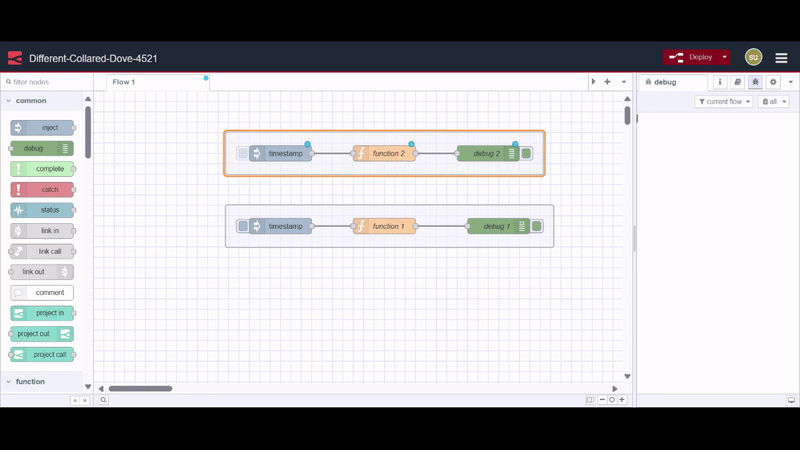 Different-Collared-Dove-4521
Deploy
su
filter nodes
Flow 1
debug
current flow
all
common
inject
debug
complete
catch
status
link in
link call
link out
comment
project in
project out
project call
function
timestamp
function 2
debug 2
timestamp
function 1
debug 1